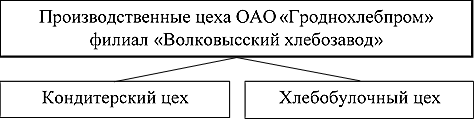 Производственные цеха ОАО «Гроднохлебпром»
филиал «Волковысский хлебозавод»
Кондитерский цех
Хлебобулочный цех